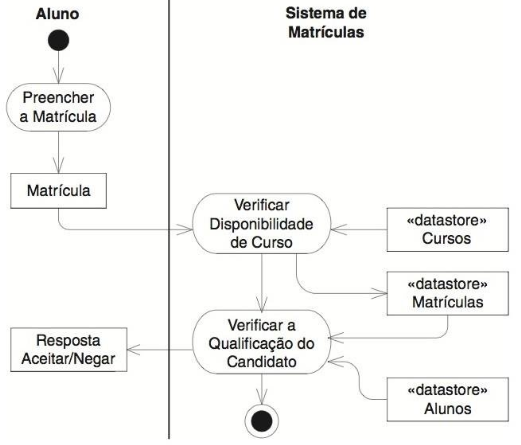 Aluno
Sistema de
Matrículas
Preencher
a Matrícula
Matrícula
Verificar
Disponibilidade
de Curso
«datastore»
Cursos
«datastore»
Matrículas
Verificar a
Qualificação do
Candidato
Resposta
Aceitar/Negar
«datastore»
Alunos